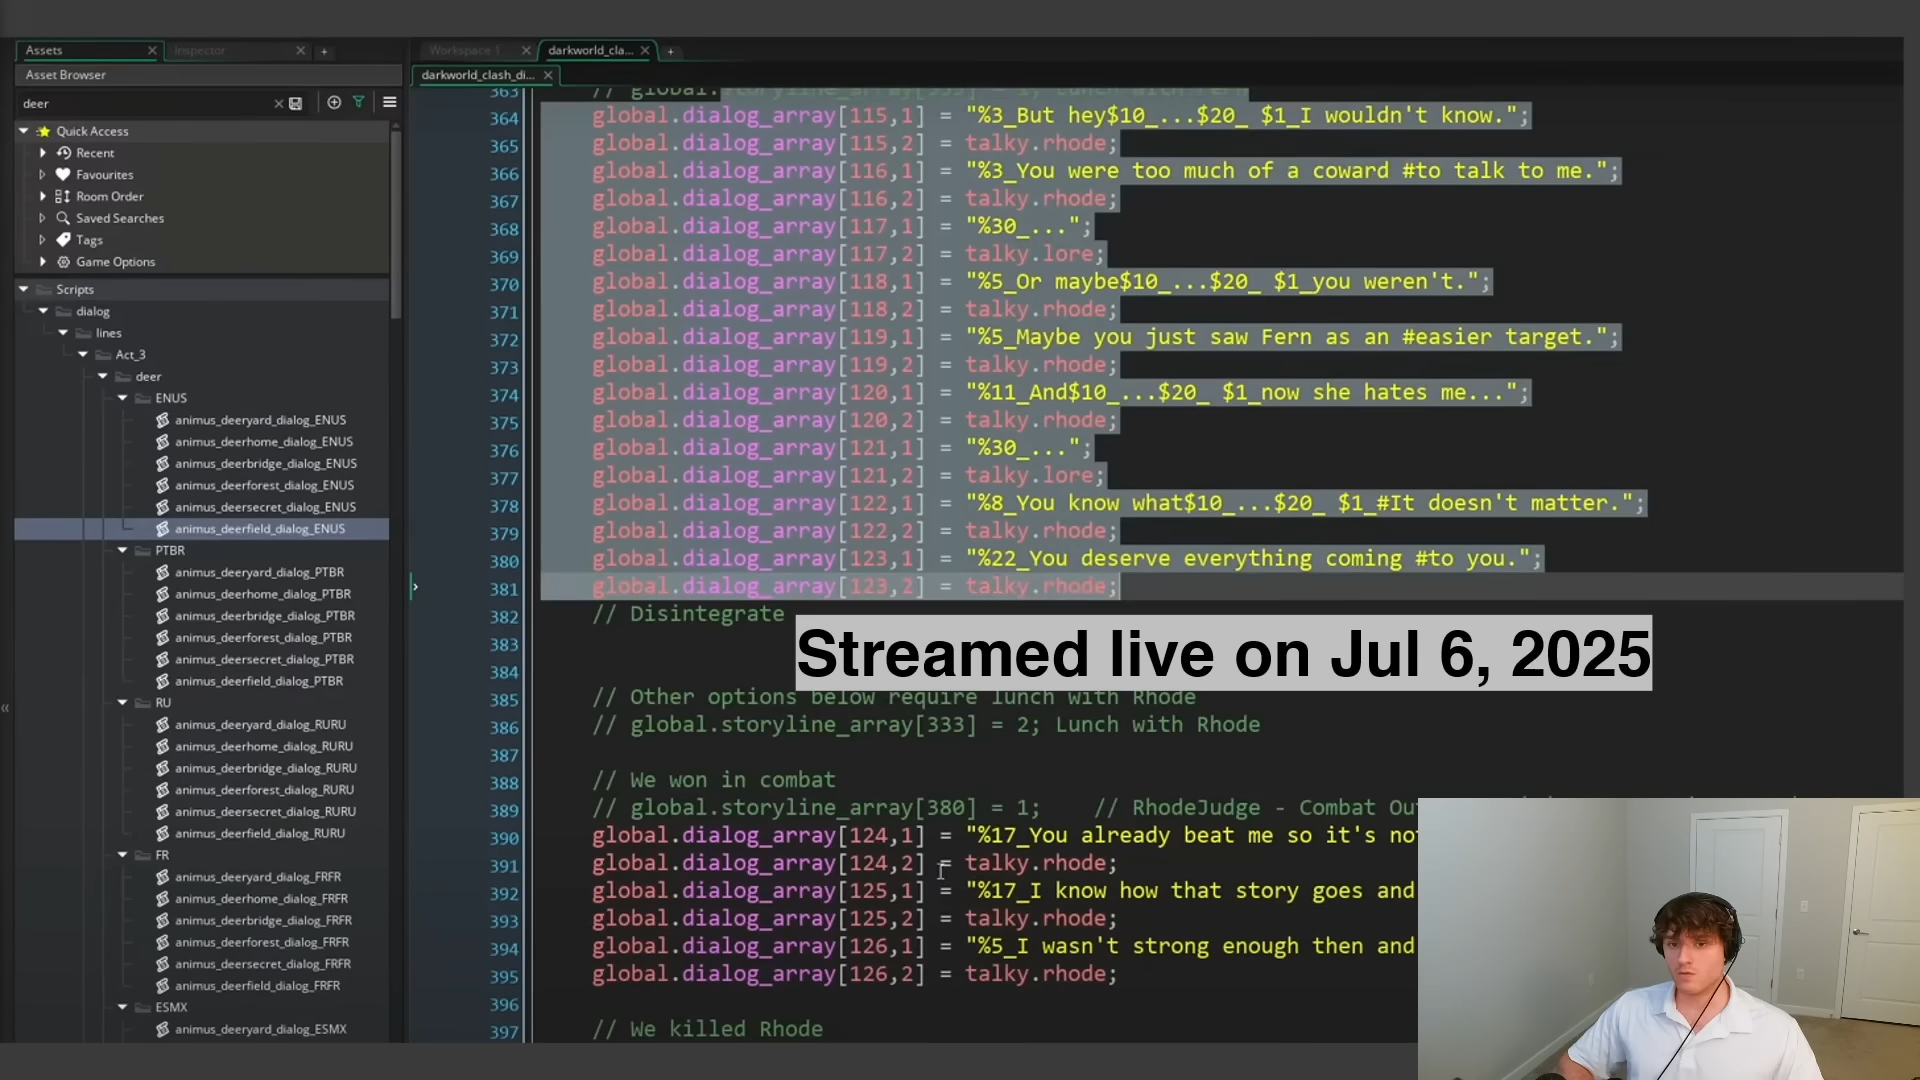 Assets
Inspector
+
Workspace 1
darkworld_cla...
+
Asset Browser
darkworld_clash_di...
deer
Quick Access
Recent
Favourites
Room Order
Saved Searches
Tags
Game Options
Scripts
dialog
lines
Act_3
deer
ENUS
animus_deeryard_dialog_ENUS
animus_deerhome_dialog_ENUS
animus_deerbridge_dialog_ENUS
animus_deerforest_dialog_ENUS
animus_deersecret_dialog_ENUS
animus_deerfield_dialog_ENUS
PTBR
animus_deeryard_dialog_PTBR
animus_deerhome_dialog_PTBR
animus_deerbridge_dialog_PTBR
animus_deerforest_dialog_PTBR
animus_deersecret_dialog_PTBR
animus_deerfield_dialog_PTBR
RU
animus_deeryard_dialog_RURU
animus_deerhome_dialog_RURU
animus_deerbridge_dialog_RURU
animus_deerforest_dialog_RURU
animus_deersecret_dialog_RURU
animus_deerfield_dialog_RURU
FR
animus_deeryard_dialog_FRFR
animus_deerhome_dialog_FRFR
animus_deerbridge_dialog_FRFR
animus_deerforest_dialog_FRFR
animus_deersecret_dialog_FRFR
animus_deerfield_dialog_FRFR
ESMX
animus_deeryard_dialog_ESMX
363 // global.storyline_array[333] = 1; Lunch with Fern
364 global.dialog_array[115,1] = "%3_But hey$10_...$20_ $1_I wouldn't know.";
365 global.dialog_array[115,2] = talky.rhode;
366 global.dialog_array[116,1] = "%3_You were too much of a coward #to talk to me.";
367 global.dialog_array[116,2] = talky.rhode;
368 global.dialog_array[117,1] = "%30_...";
369 global.dialog_array[117,2] = talky.lore;
370 global.dialog_array[118,1] = "%5_Or maybe$10_...$20_ $1_you weren't.";
371 global.dialog_array[118,2] = talky.rhode;
372 global.dialog_array[119,1] = "%5_Maybe you just saw Fern as an #easier target.";
373 global.dialog_array[119,2] = talky.rhode;
374 global.dialog_array[120,1] = "%11_And$10_...$20_ $1_now she hates me...";
375 global.dialog_array[120,2] = talky.rhode;
376 global.dialog_array[121,1] = "%30_...";
377 global.dialog_array[121,2] = talky.lore;
378 global.dialog_array[122,1] = "%8_You know what$10_...$20_ $1_#It doesn't matter.";
379 global.dialog_array[122,2] = talky.rhode;
380 global.dialog_array[123,1] = "%22_You deserve everything coming #to you.";
381 global.dialog_array[123,2] = talky.rhode;
382 // Disintegrate
383
384
Streamed live on Jul 6, 2025
385 // Other options below require lunch with Rhode
386 // global.storyline_array[333] = 2; Lunch with Rhode
387
388 // We won in combat
389 // global.storyline_array[380] = 1; // RhodeJudge - Combat Ou
390 global.dialog_array[124,1] = "%17_You already beat me so it's no
391 global.dialog_array[124,2] = talky.rhode;
392 global.dialog_array[125,1] = "%17_I know how that story goes and
393 global.dialog_array[125,2] = talky.rhode;
394 global.dialog_array[126,1] = "%5_I wasn't strong enough then and
395 global.dialog_array[126,2] = talky.rhode;
396
397 // We killed Rhode